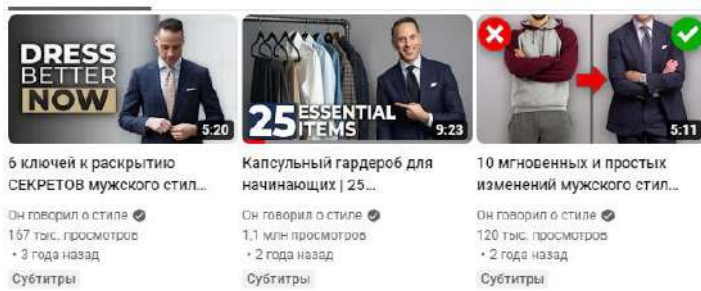 DRESS
BETTER
NOW
5:20
6 ключей к раскрытию
СЕКРЕТОВ мужского стил...
Он говорил о стиле
167 тыс. просмотров
• 3 года назад
Субтитры
25 ESSENTIAL
ITEMS
9:23
Капсульный гардероб для
начинающих | 25...
Он говорил о стиле
1,1 млн просмотров
• 2 года назад
Субтитры
5:11
10 мгновенных и простых
изменений мужского стил...
Он говорил о стиле
120 тыс. просмотров
• 2 года назад
Субтитры